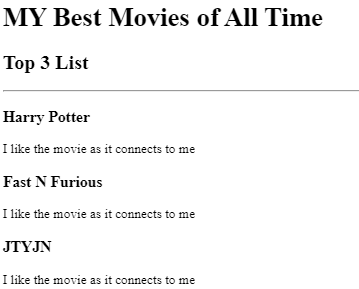 MY Best Movies of All Time
Top 3 List
Harry Potter
I like the movie as it connects to me
Fast N Furious
I like the movie as it connects to me
JTYJN
I like the movie as it connects to me